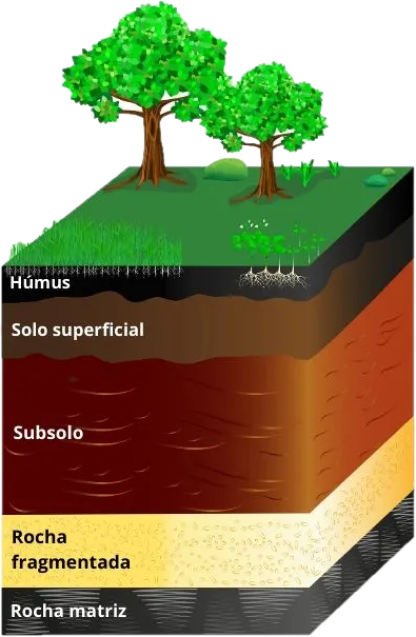 Húmus
Solo superficial
Subsolo
Rocha
fragmentada
Rocha matriz